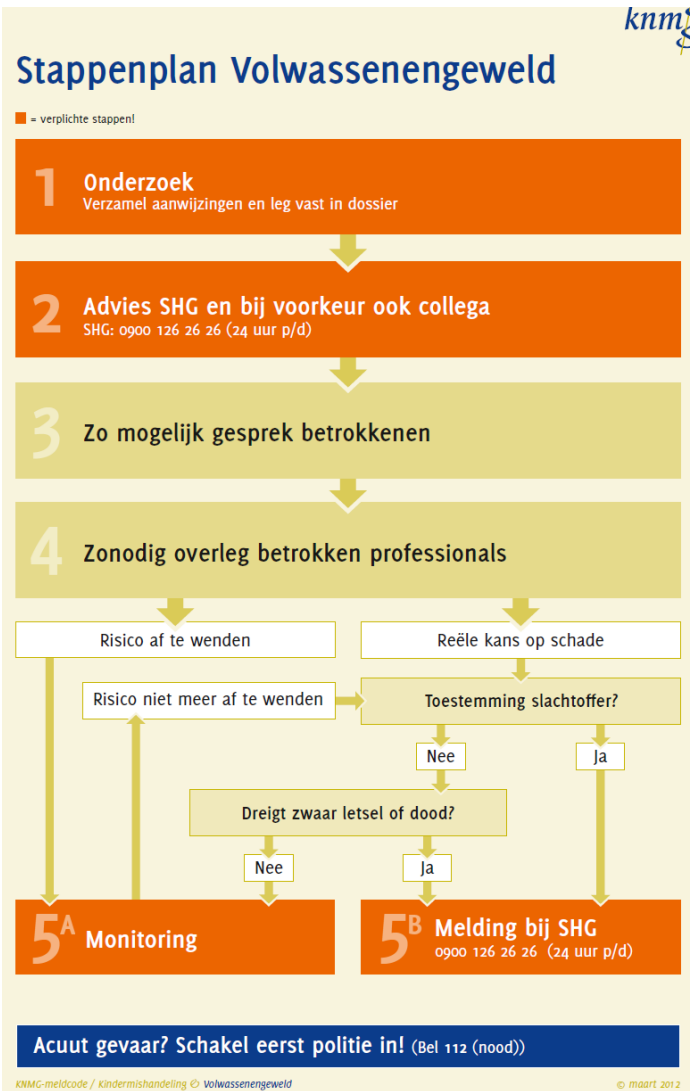 knmg
Stappenplan Volwassenengeweld
= verplichte stappen!
1
Onderzoek
Verzamel aanwijzingen en leg vast in dossier
2
Advies SHG en bij voorkeur ook collega
SHG: 0900 126 26 26 (24 uur p/d)
3
Zo mogelijk gesprek betrokkenen
4
Zonodig overleg betrokken professionals
Risico af te wenden
Reële kans op schade
Risico niet meer af te wenden
Toestemming slachtoffer?
Nee
Ja
Dreigt zwaar letsel of dood?
Nee
Ja
5A Monitoring
5B Melding bij SHG
0900 126 26 26 (24 uur p/d)
Acuut gevaar? Schakel eerst politie in! (Bel 112 (nood))
KNMG-meldcode / Kindermishandeling & Volwassenengeweld
© maart 2012